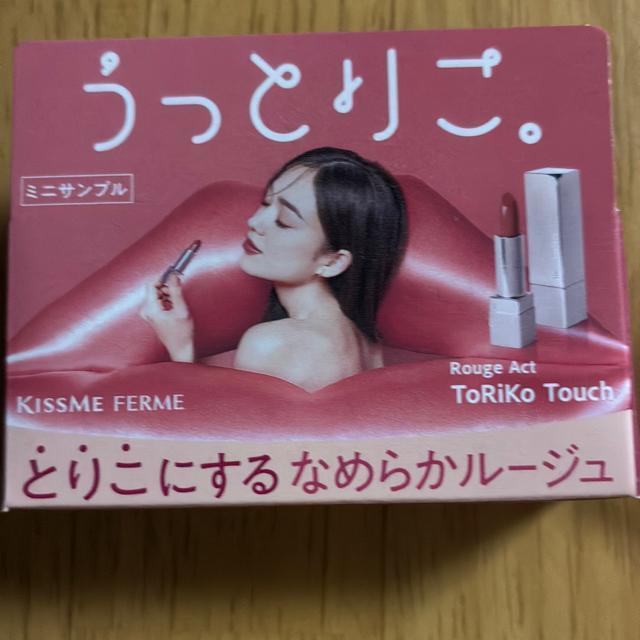 うっとりこ。
ミニサンプル
Rouge Act
KISSME FERME
ToRiKo Touch
とりこにする なめらかルージュ